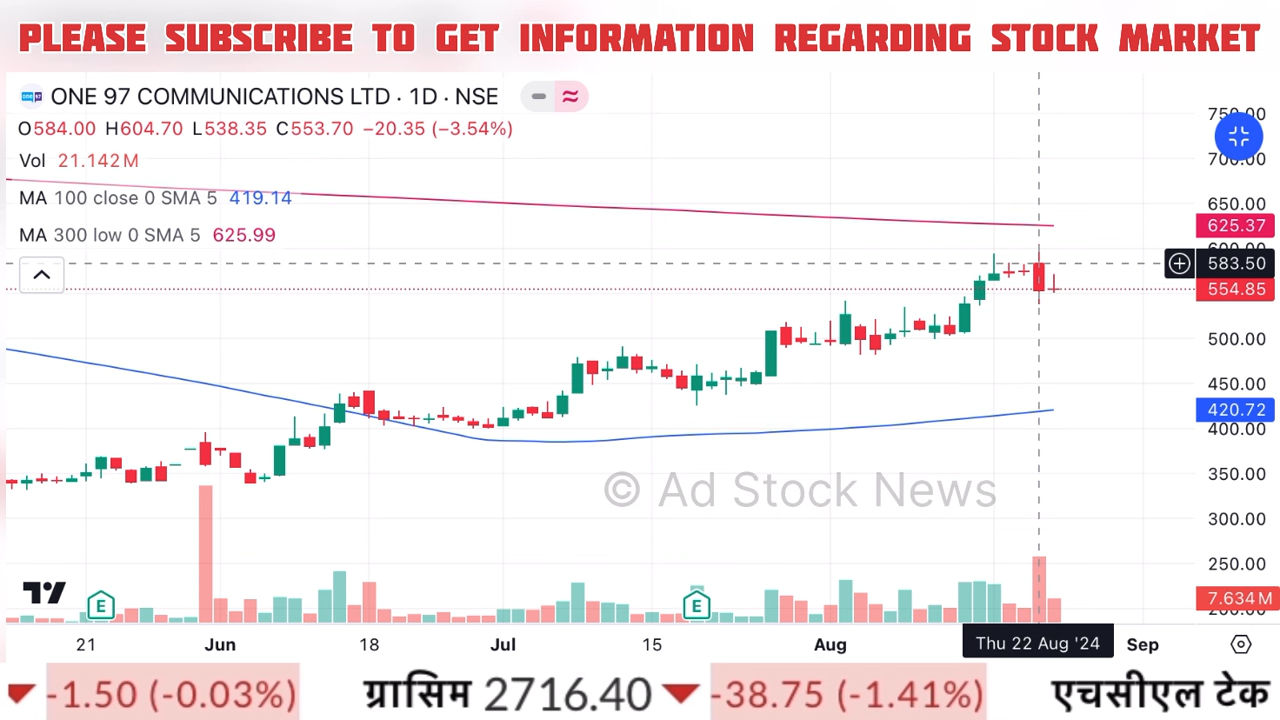 PLEASE SUBSCRIBE TO GET INFORMATION REGARDING STOCK MARKET
ONE 97 COMMUNICATIONS LTD · 1D · NSE
O584.00 H604.70 L538.35 C553.70 −20.35 (−3.54%)
Vol 21.142 M
MA 100 close 0 SMA 5 419.14
MA 300 low 0 SMA 5 625.99
750.00
700.00
650.00
625.37
600.00
583.50
554.85
500.00
450.00
420.72
400.00
350.00
300.00
250.00
7.634 M
200.00
© Ad Stock News
E
E
21 Jun 18 Jul 15 Aug Thu 22 Aug '24 Sep
-1.50 (-0.03%) ग्रासिम 2716.40 -38.75 (-1.41%) एचसीएल टेक